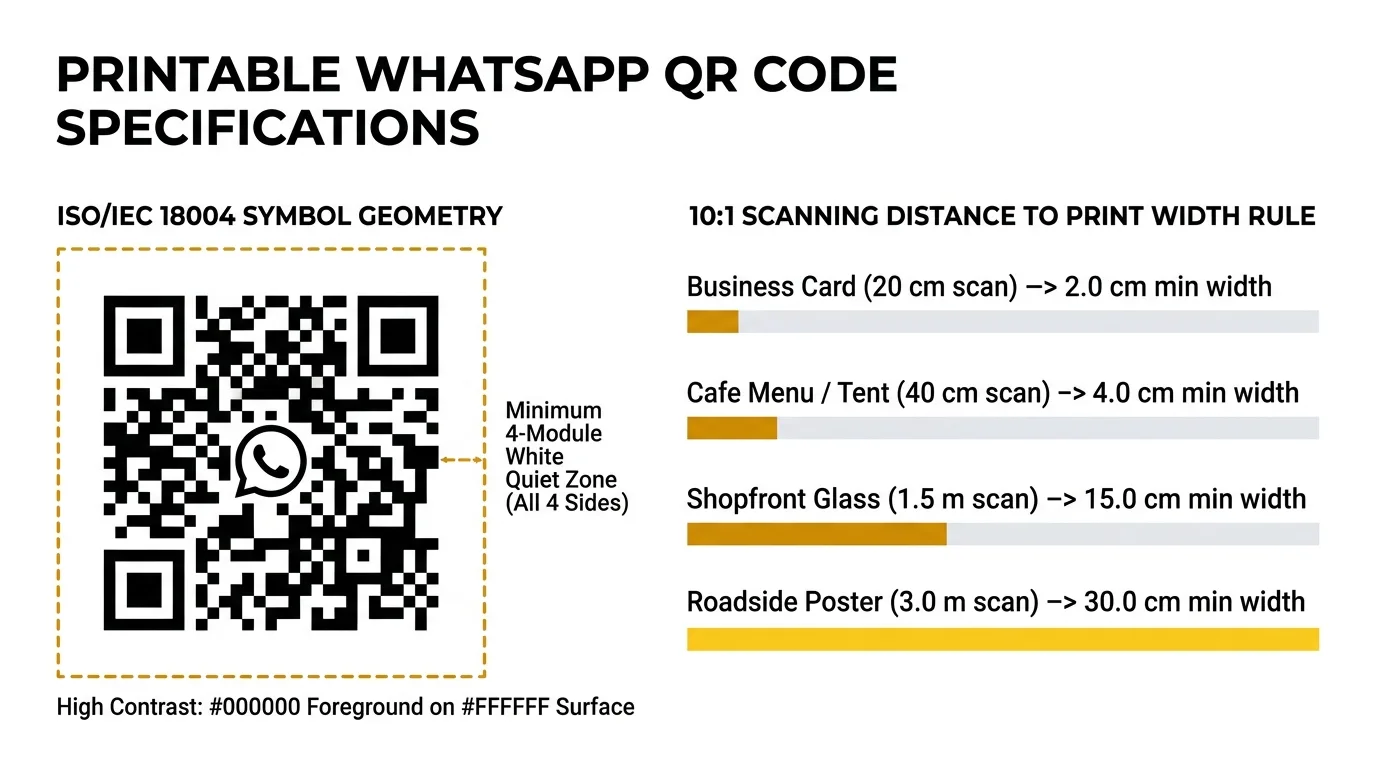 PRINTABLE WHATSAPP QR CODE
SPECIFICATIONS
ISO/IEC 18004 SYMBOL GEOMETRY
Minimum
4-Module
White
Quiet Zone
(All 4 Sides)
High Contrast: #000000 Foreground on #FFFFFF Surface
10:1 SCANNING DISTANCE TO PRINT WIDTH RULE
Business Card (20 cm scan) –> 2.0 cm min width
Cafe Menu / Tent (40 cm scan) –> 4.0 cm min width
Shopfront Glass (1.5 m scan) –> 15.0 cm min width
Roadside Poster (3.0 m scan) –> 30.0 cm min width